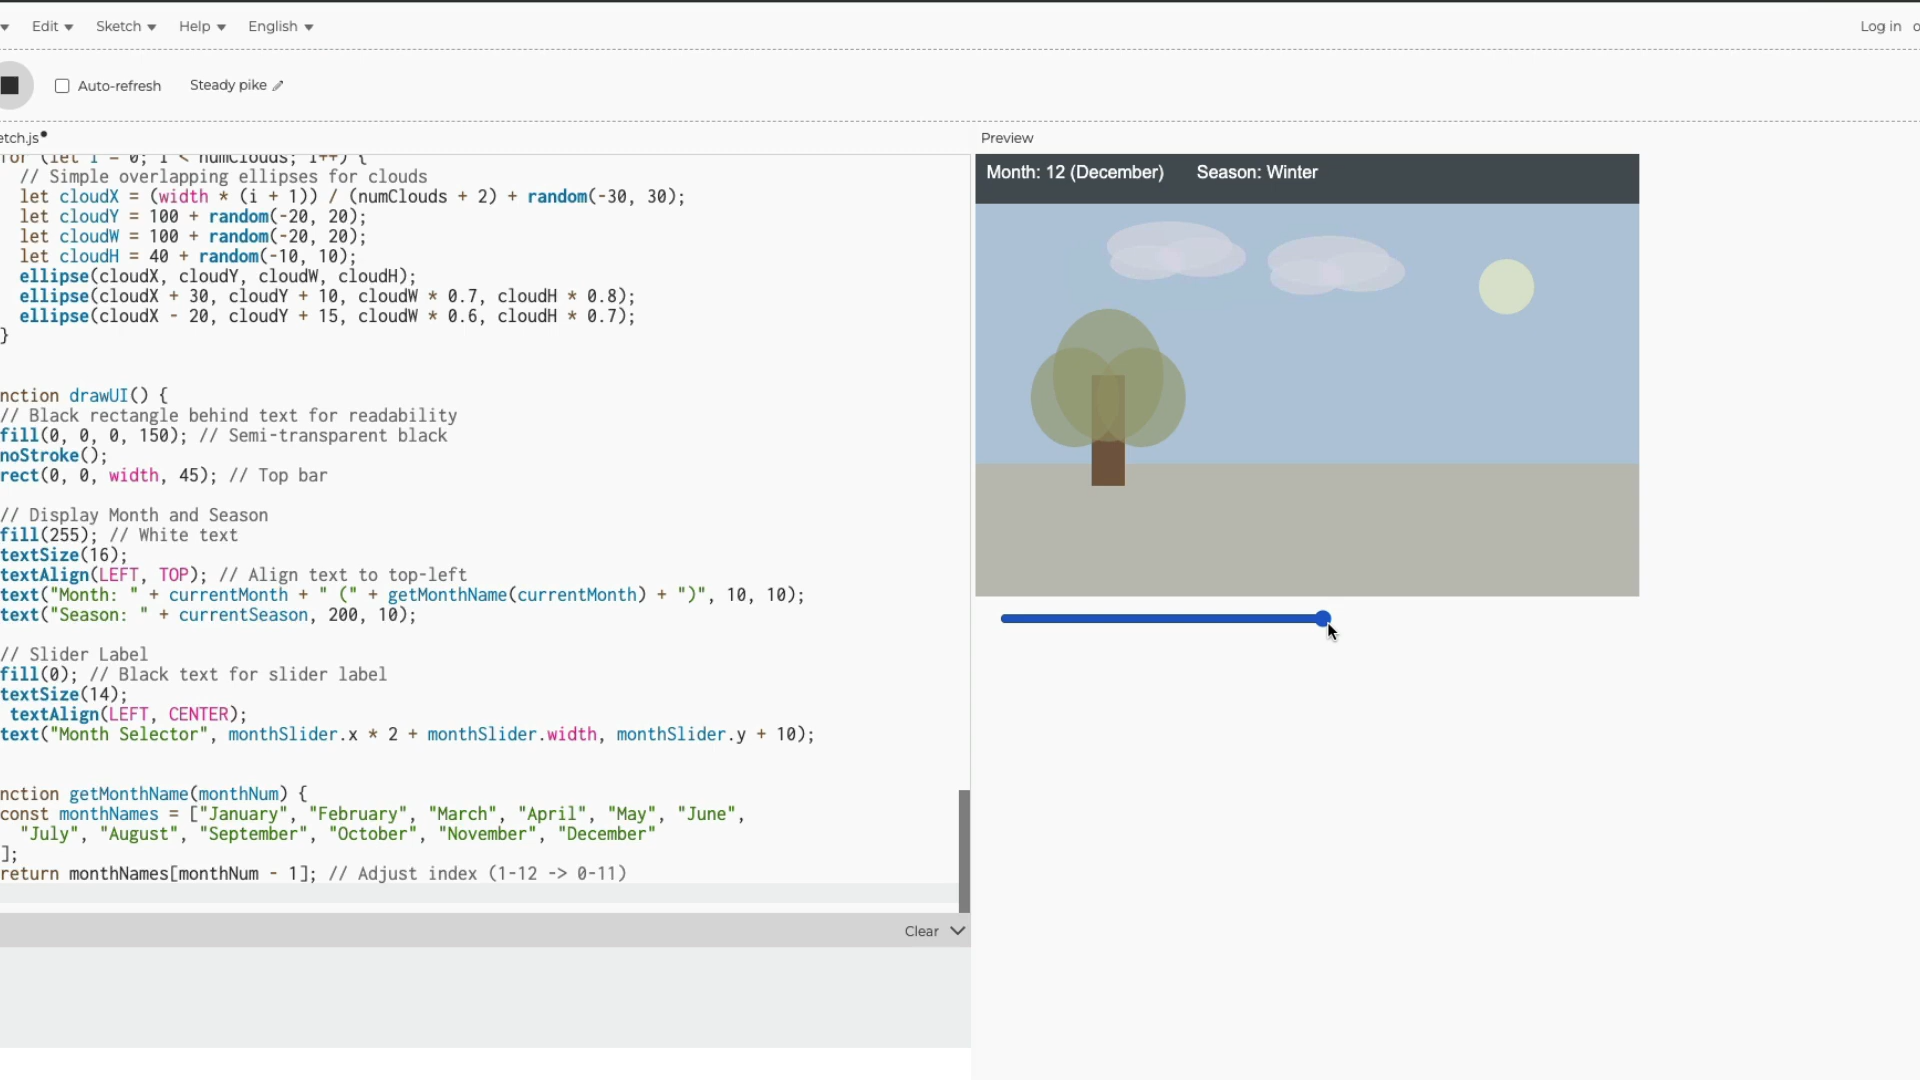 Edit
Sketch
Help
English
Log in
Auto-refresh
Steady pike
etch.js
Preview
for (let i = 0; i < numClouds; i++) {
// Simple overlapping ellipses for clouds
let cloudX = (width * (i + 1)) / (numClouds + 2) + random(-30, 30);
let cloudY = 100 + random(-20, 20);
let cloudW = 100 + random(-20, 20);
let cloudH = 40 + random(-10, 10);
ellipse(cloudX, cloudY, cloudW, cloudH);
ellipse(cloudX + 30, cloudY + 10, cloudW * 0.7, cloudH * 0.8);
ellipse(cloudX - 20, cloudY + 15, cloudW * 0.6, cloudH * 0.7);
}
nction drawUI() {
// Black rectangle behind text for readability
fill(0, 0, 0, 150); // Semi-transparent black
noStroke();
rect(0, 0, width, 45); // Top bar
// Display Month and Season
fill(255); // White text
textSize(16);
textAlign(LEFT, TOP); // Align text to top-left
text("Month: " + currentMonth + " (" + getMonthName(currentMonth) + ")", 10, 10);
text("Season: " + currentSeason, 200, 10);
// Slider Label
fill(0); // Black text for slider label
textSize(14);
textAlign(LEFT, CENTER);
text("Month Selector", monthSlider.x * 2 + monthSlider.width, monthSlider.y + 10);
nction getMonthName(monthNum) {
const monthNames = ["January", "February", "March", "April", "May", "June",
"July", "August", "September", "October", "November", "December"
];
return monthNames[monthNum - 1]; // Adjust index (1-12 -> 0-11)
Clear
Month: 12 (December)
Season: Winter